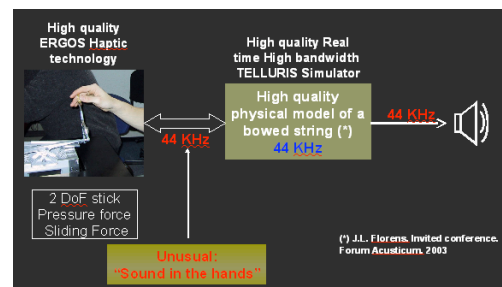 High quality
ERGOS Haptic
technology
High quality Real
time High bandwidth
TELLURIS Simulator
High quality
physical model of a
bowed string (*)
44 KHz
44 KHz
44 KHz
2 DoF stick
Pressure force
Sliding Force
Unusual:
“Sound in the hands”
(*) J.L. Florens. Invited conference.
Forum Acusticum. 2003